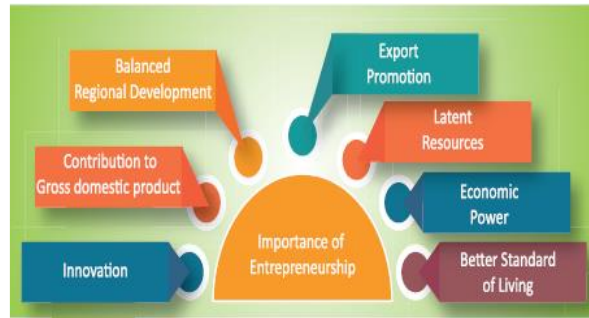 Export
Promotion
Balanced
Regional Development
Latent
Resources
Contribution to
Gross domestic product
Economic
Power
Importance of
Entrepreneurship
Innovation
Better Standard
of Living